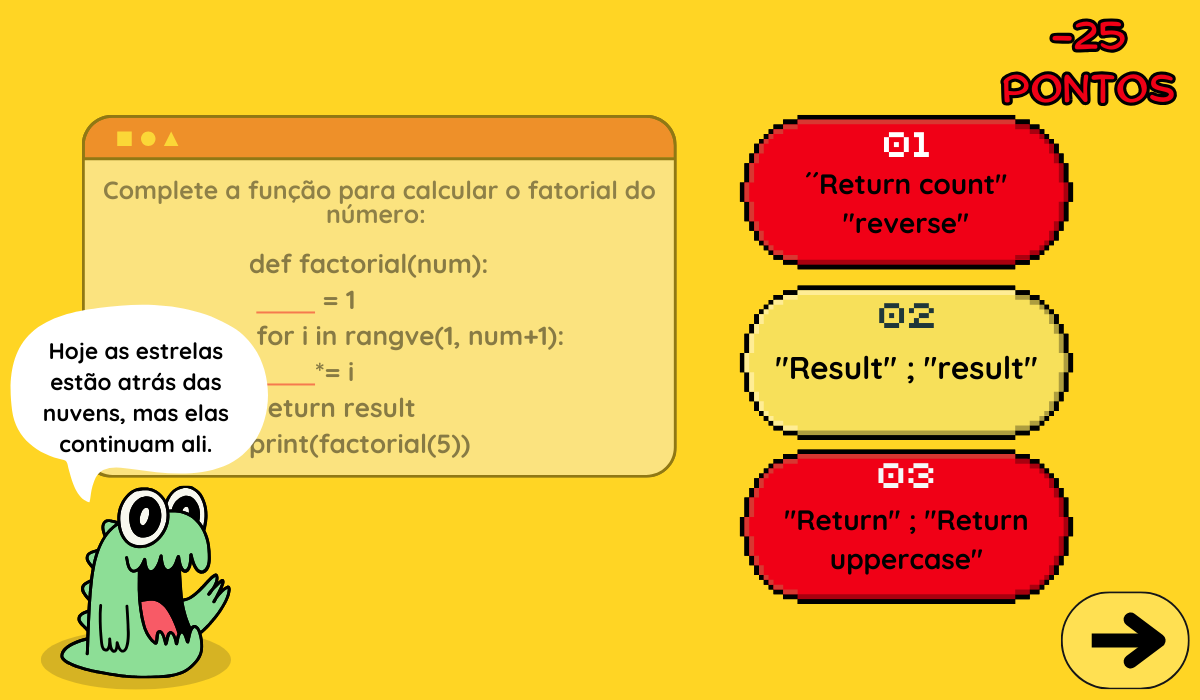 -25
PONTOS
Complete a função para calcular o fatorial do
número:
def factorial(num):
_____ = 1
for i in rangve(1, num+1):
____*= i
eturn result
print(factorial(5))
Hoje as estrelas
estão atrás das
nuvens, mas elas
continuam ali.
01
´´Return count"
"reverse"
02
"Result" ; "result"
03
"Return" ; "Return
uppercase"